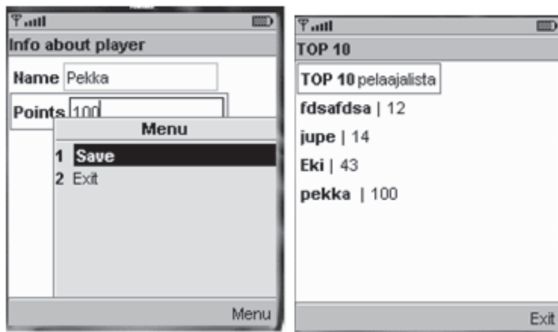 Info about player
Name Pekka
Points 100
Menu
1 Save
2 Exit
Menu
TOP 10
TOP 10 pelaajalista
fdsafdsa | 12
jupe | 14
Eki | 43
pekka | 100
Exit